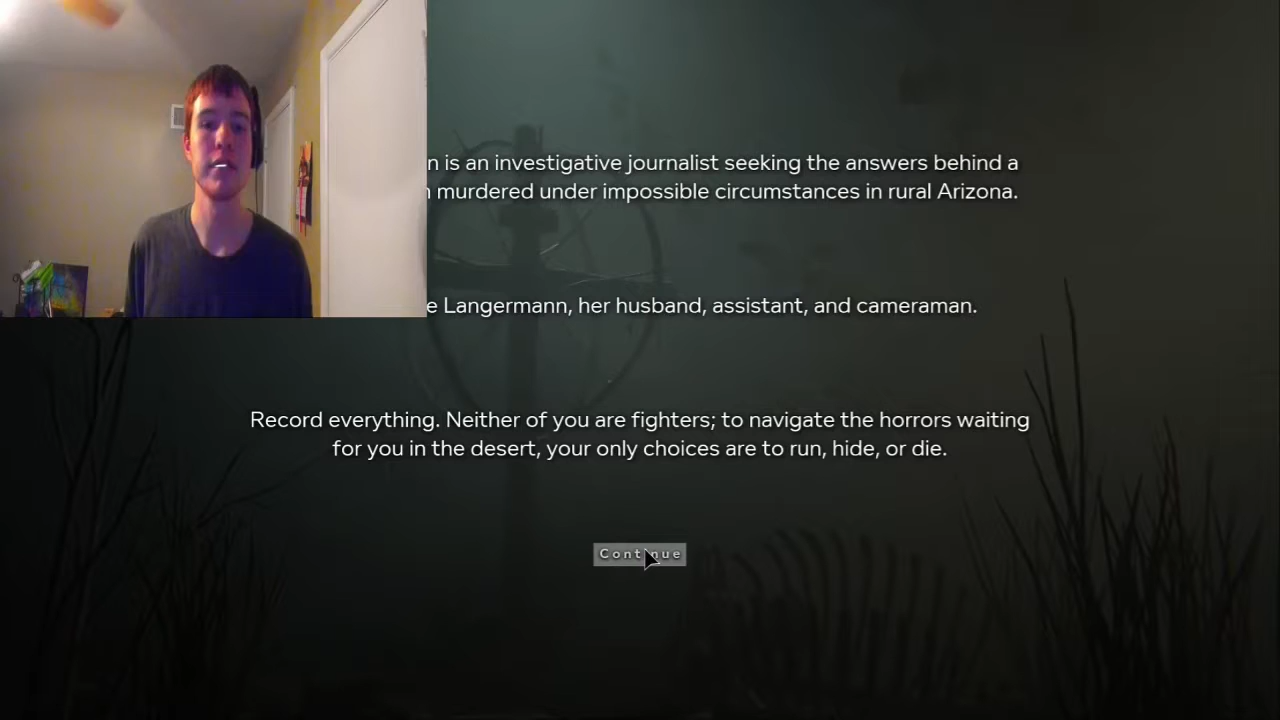 is an investigative journalist seeking the answers behind a
murdered under impossible circumstances in rural Arizona.
Langermann, her husband, assistant, and cameraman.
Record everything. Neither of you are fighters; to navigate the horrors waiting
for you in the desert, your only choices are to run, hide, or die.
Continue